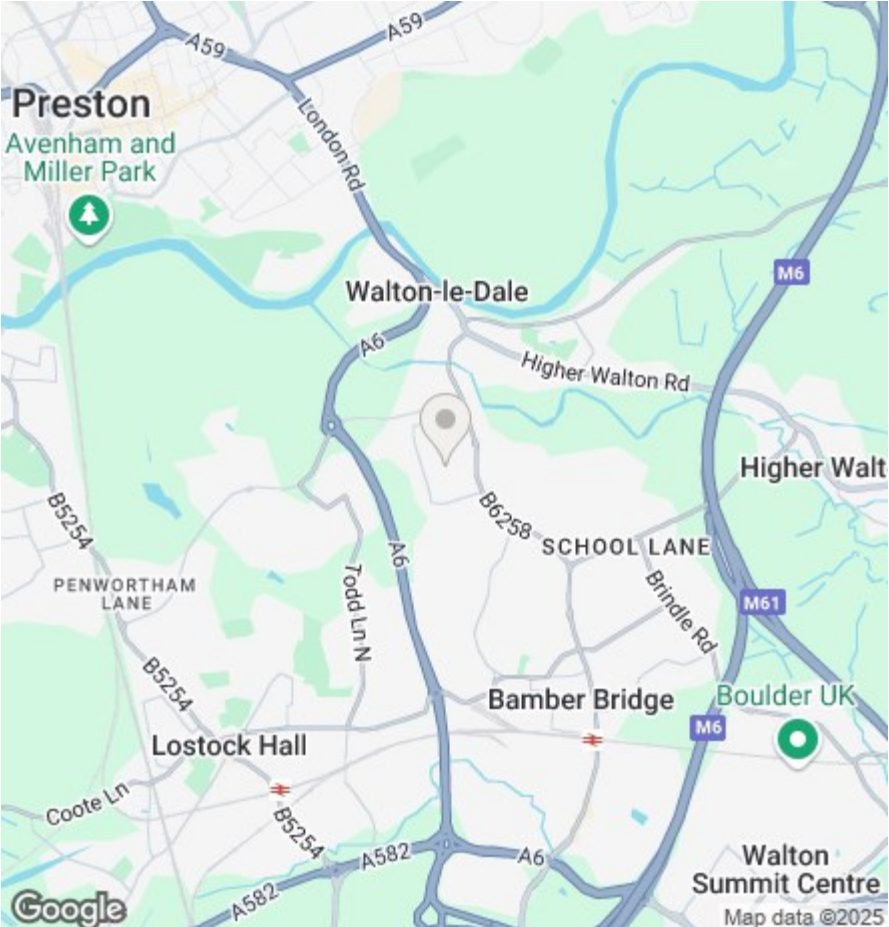 A59
A59
Preston
London Rd
Avenham and
Miller Park
M6
Walton-le-Dale
A6
Higher Walton Rd
Higher Walt
B5254
B6258
SCHOOL LANE
A6
PENWORTHAM
LANE
Todd Ln N
Brindle Rd
M61
B5254
Bamber Bridge
Boulder UK
M6
Lostock Hall
Coote Ln
B5254
A582
A6
Walton
Summit Centre
A582
Google
Map data ©2025